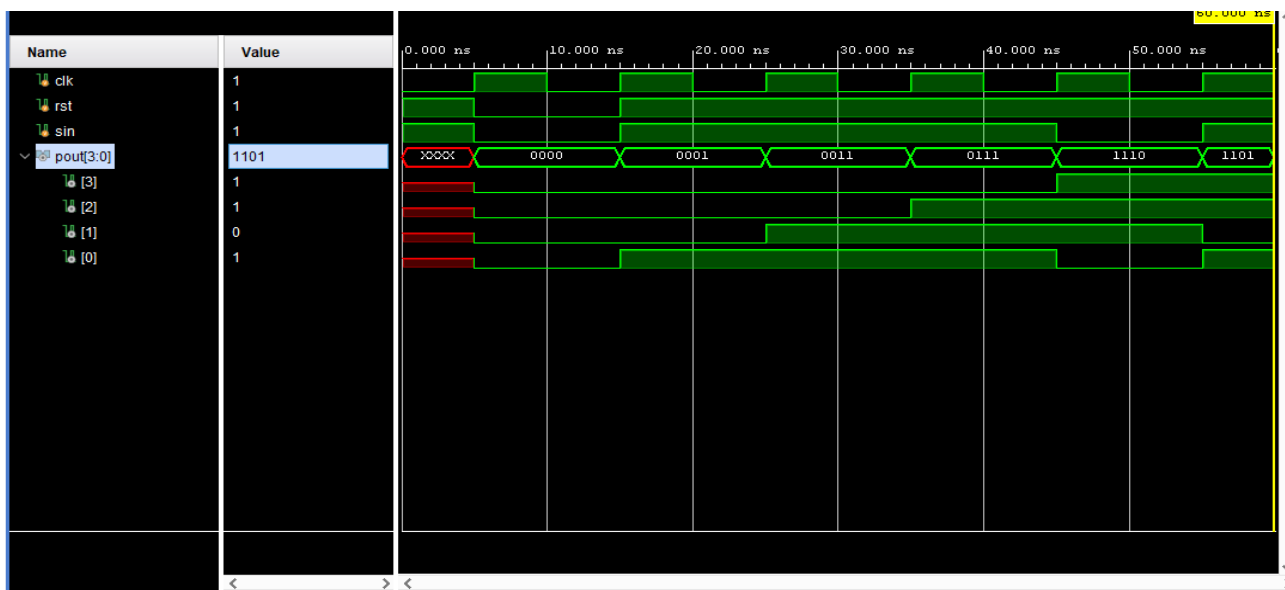 60.000 ns
Name Value
0.000 ns 10.000 ns 20.000 ns 30.000 ns 40.000 ns 50.000 ns
clk 1
rst 1
sin 1
pout[3:0] 1101 XXXX 0000 0001 0011 0111 1110 1101
[3] 1
[2] 1
[1] 0
[0] 1